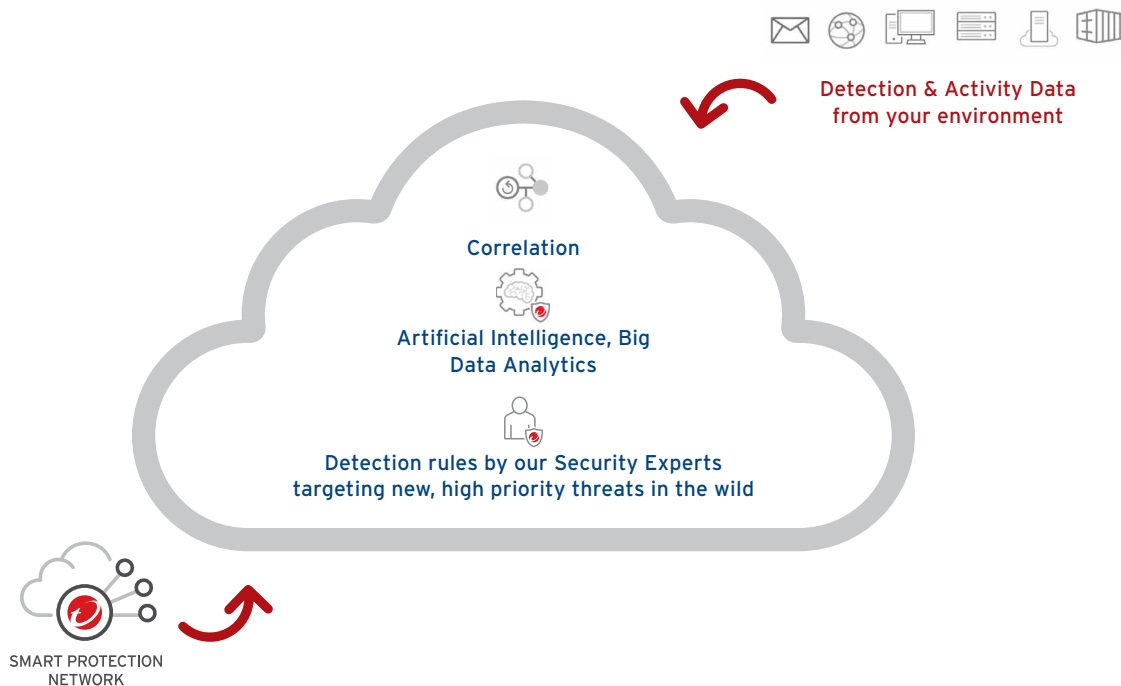 Detection & Activity Data
from your environment
Correlation
Artificial Intelligence, Big
Data Analytics
Detection rules by our Security Experts
targeting new, high priority threats in the wild
SMART PROTECTION
NETWORK